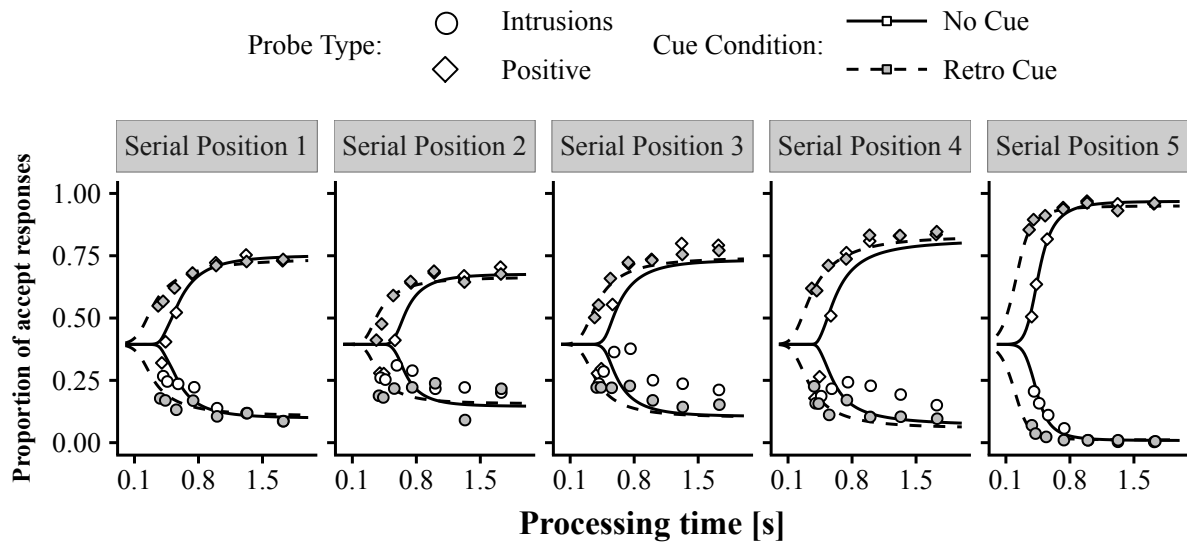 Probe Type:
Intrusions
Positive
Cue Condition:
No Cue
Retro Cue
Serial Position 1
Serial Position 2
Serial Position 3
Serial Position 4
Serial Position 5
Proportion of accept responses
1.00
0.75
0.50
0.25
0.00
0.1 0.8 1.5
0.1 0.8 1.5
0.1 0.8 1.5
0.1 0.8 1.5
0.1 0.8 1.5
Processing time [s]